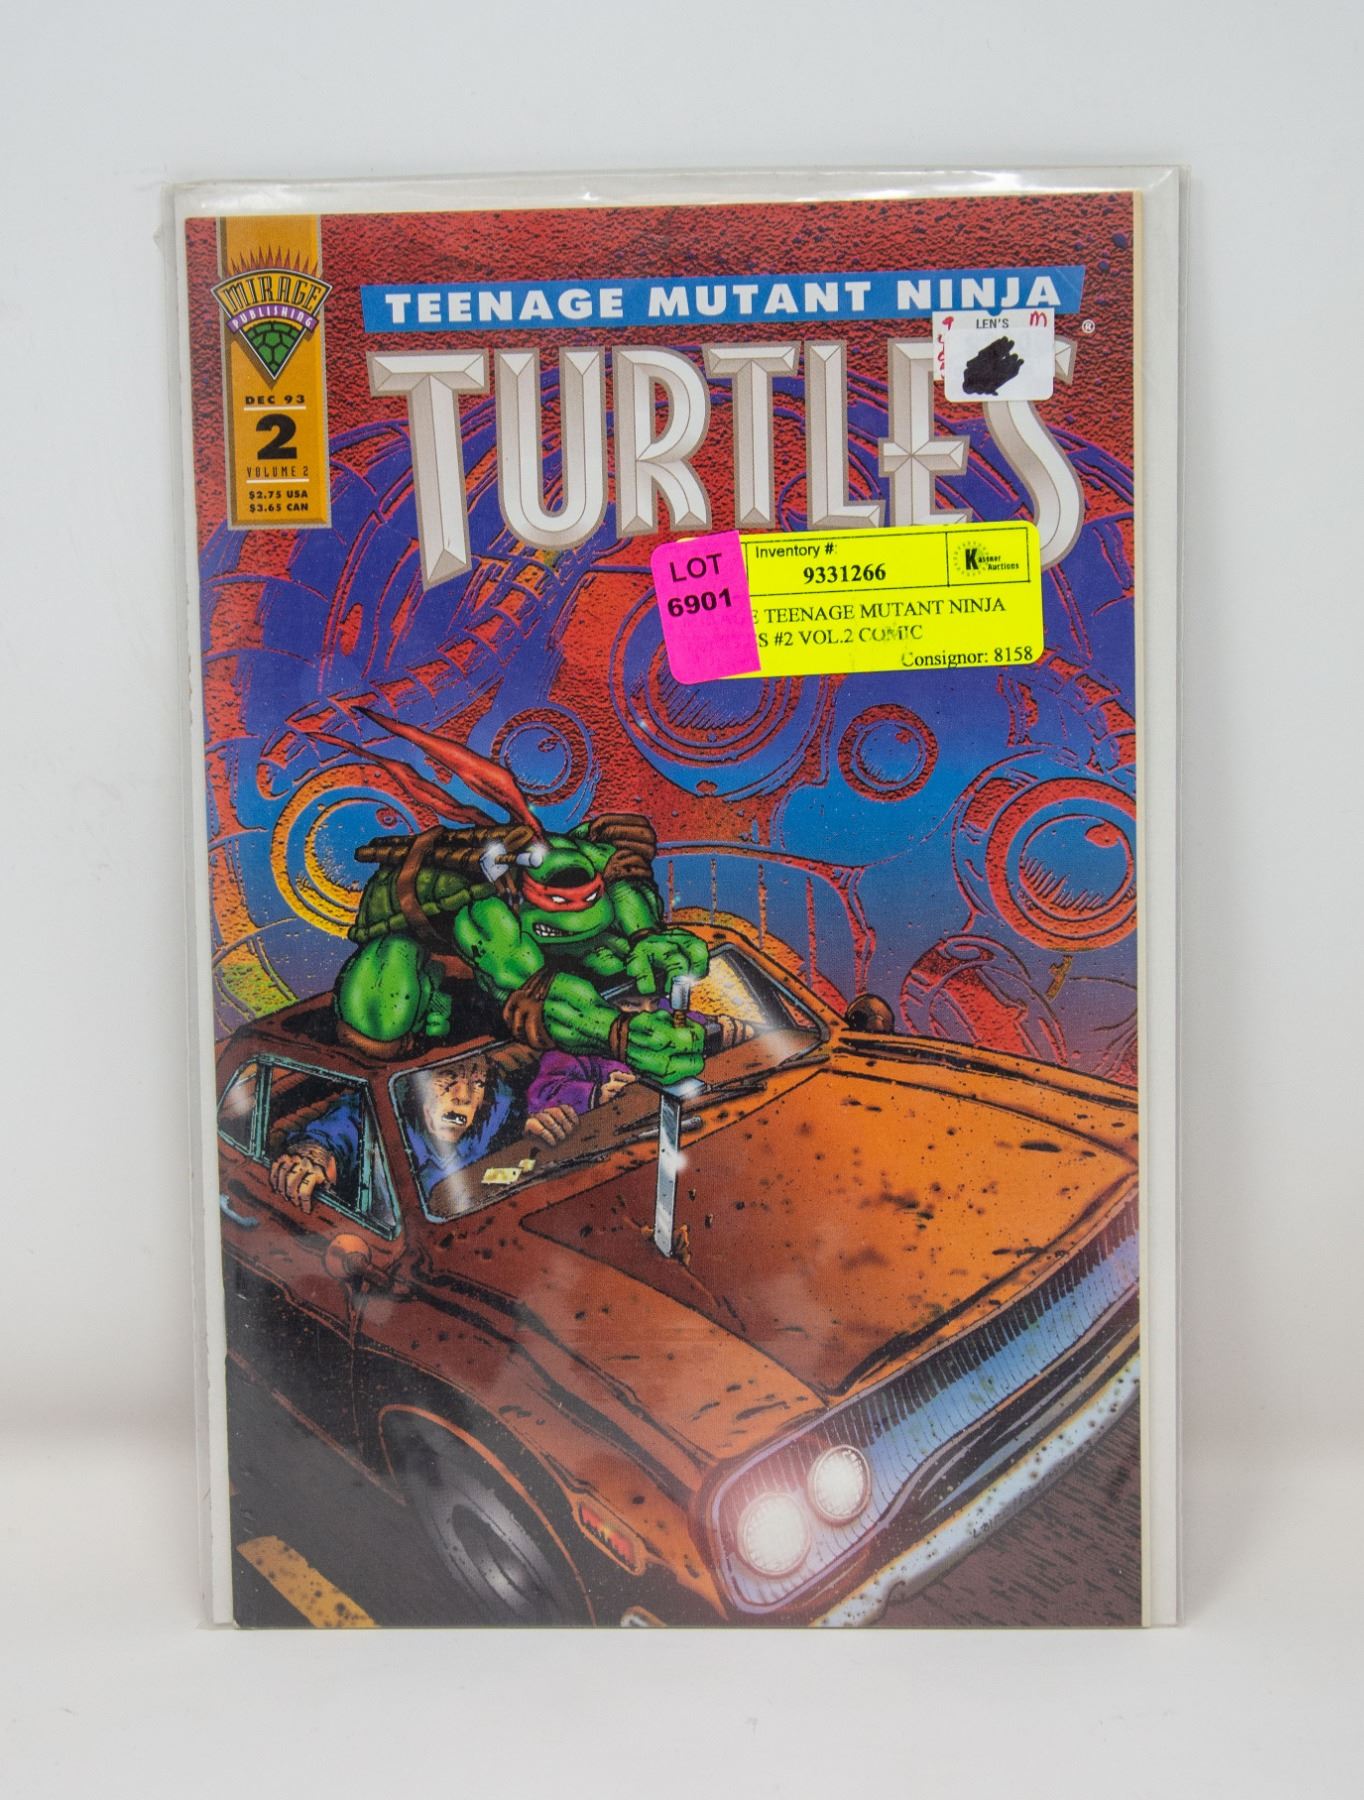 MIRAGE
PUBLISHING
DEC 93
2
VOLUME 2
$2.75 USA
$3.65 CAN
TEENAGE MUTANT NINJA
TURTLES
®
LEN'S
M
LOT
6901
Inventory #:
9331266
Kastner
Auctions
E TEENAGE MUTANT NINJA
S #2 VOL.2 COMIC
Consignor: 8158